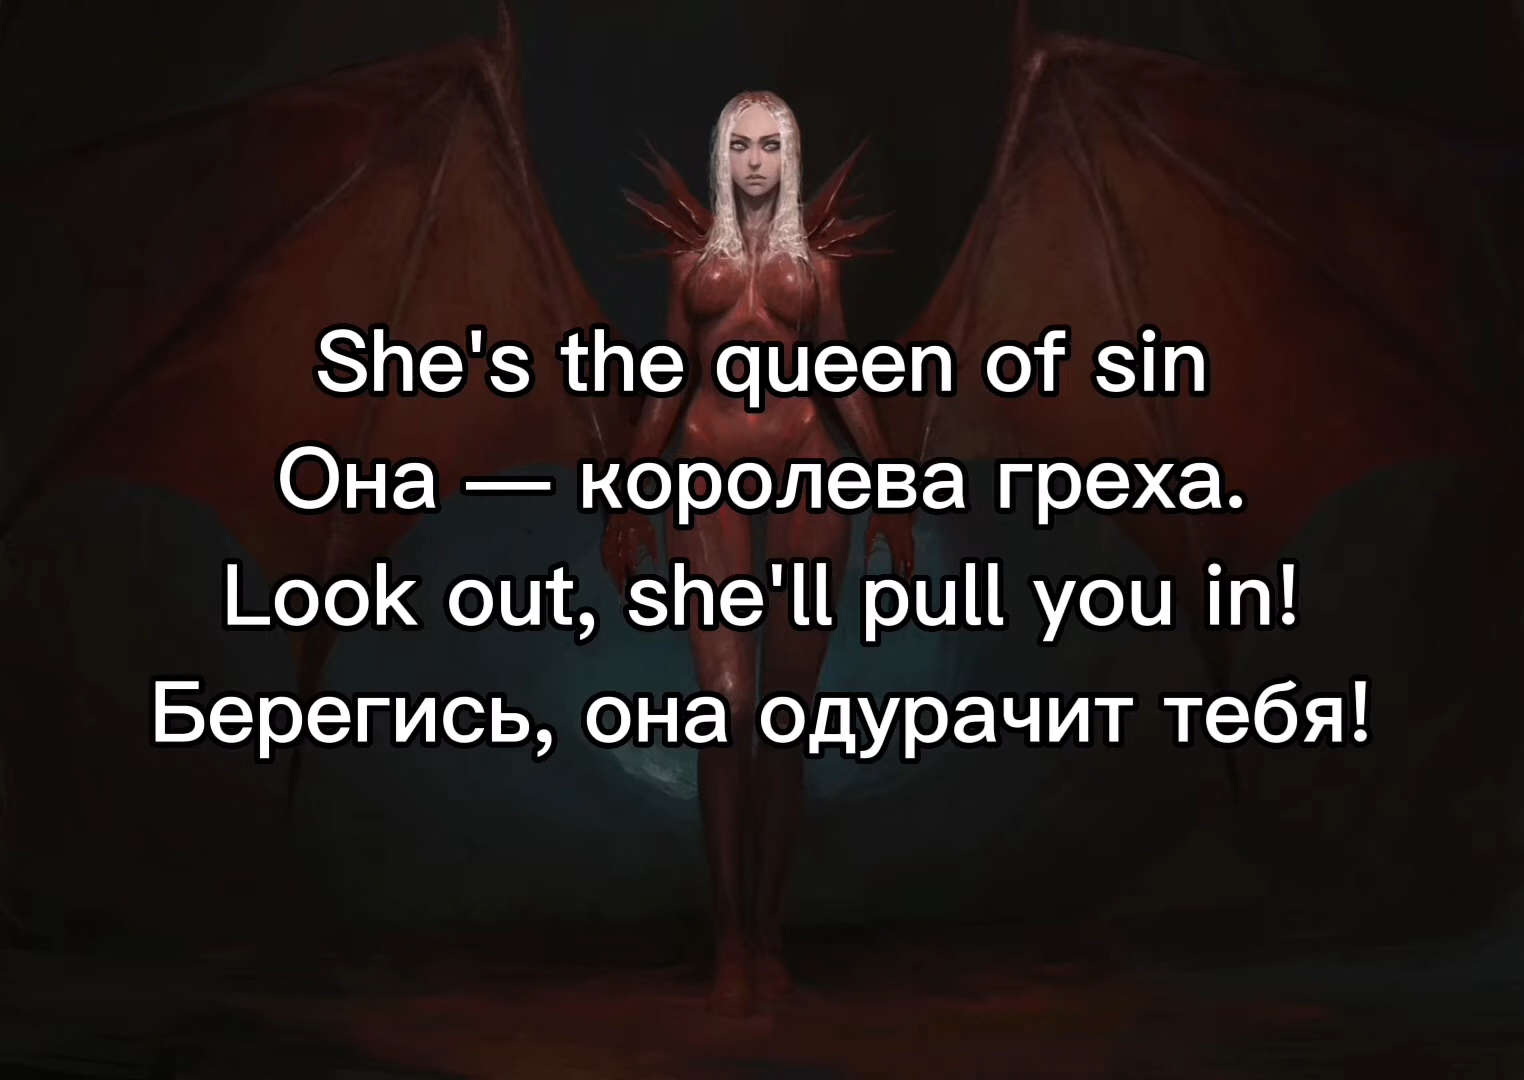 She's the queen of sin
Она — королева греха.
Look out, she'll pull you in!
Берегись, она одурачит тебя!